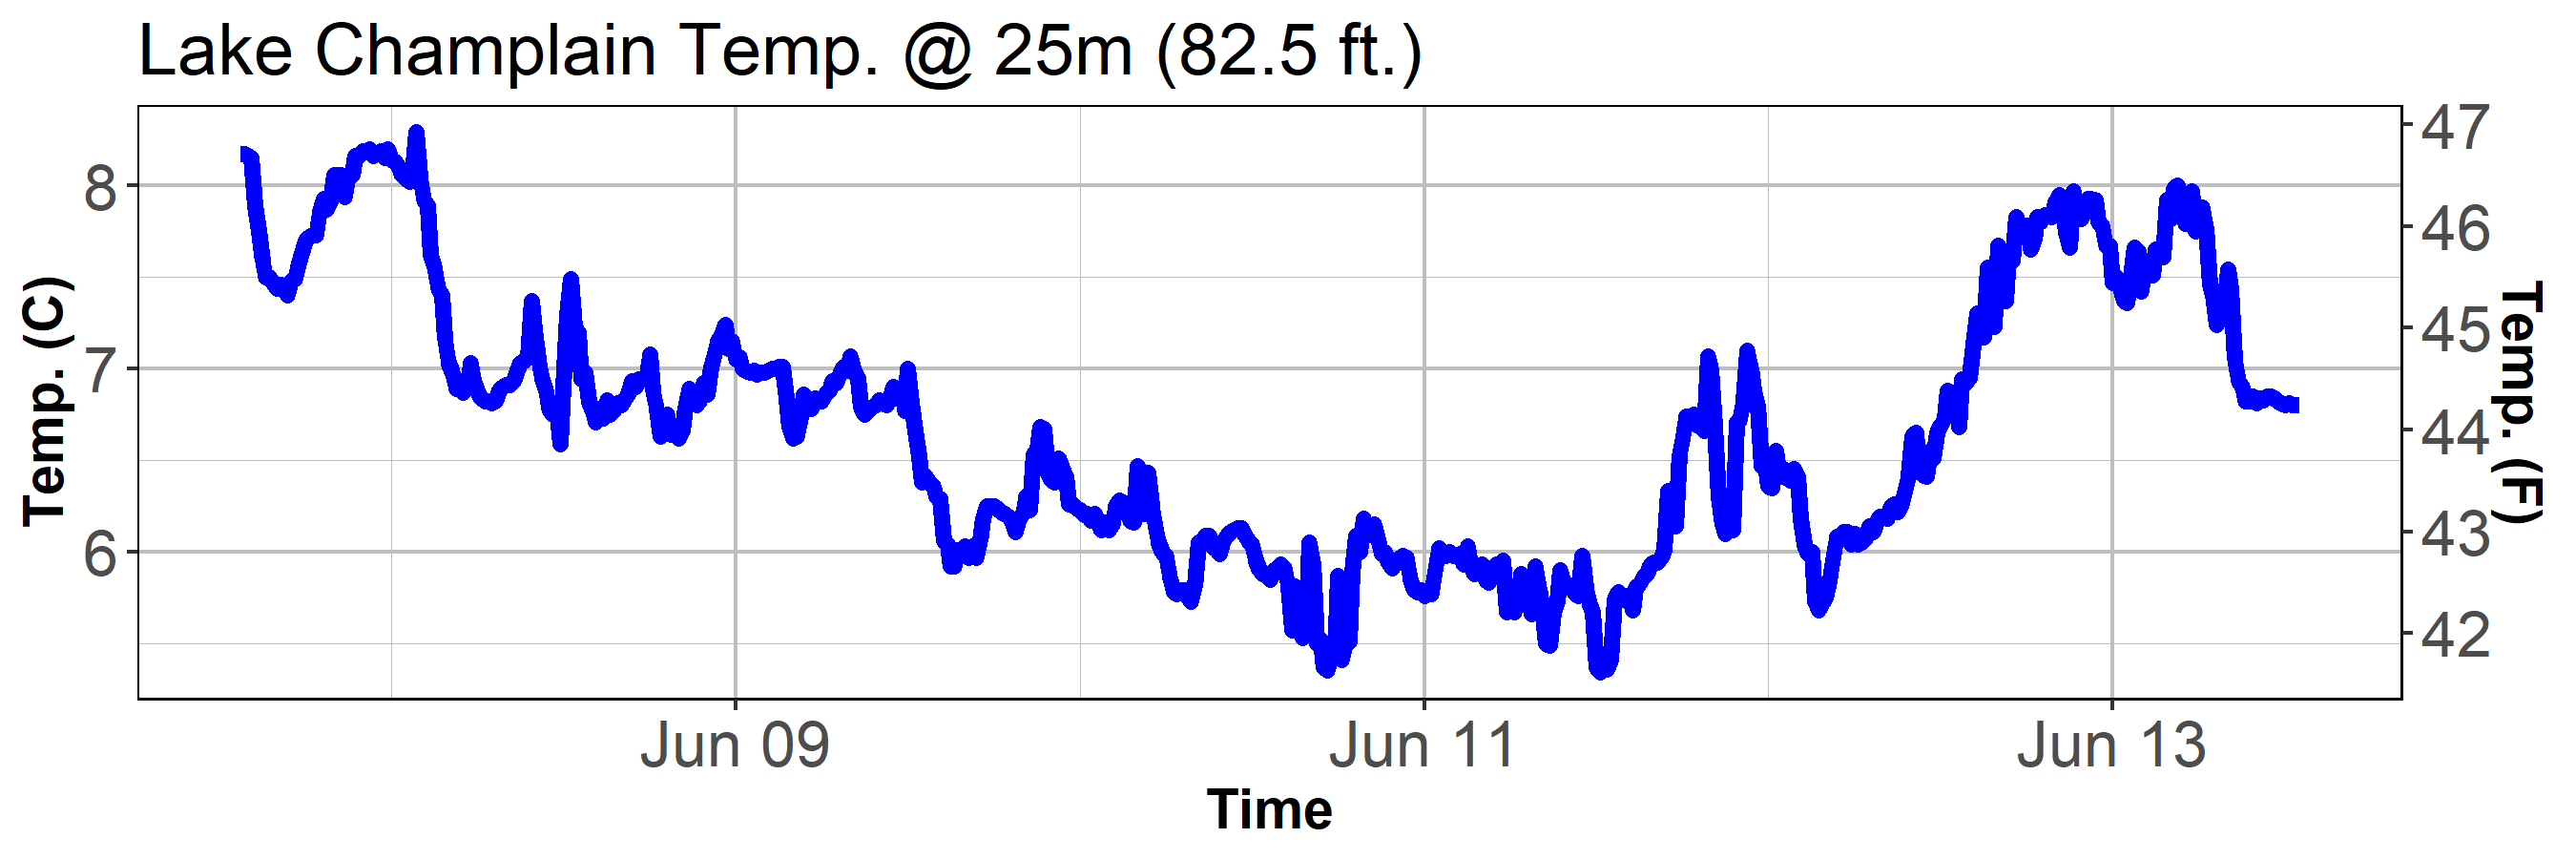 Lake Champlain Temp. @ 25m (82.5 ft.)
Temp. (C)
8
7
6
47
46
45
44
43
42
Temp. (F)
Jun 09
Jun 11
Jun 13
Time